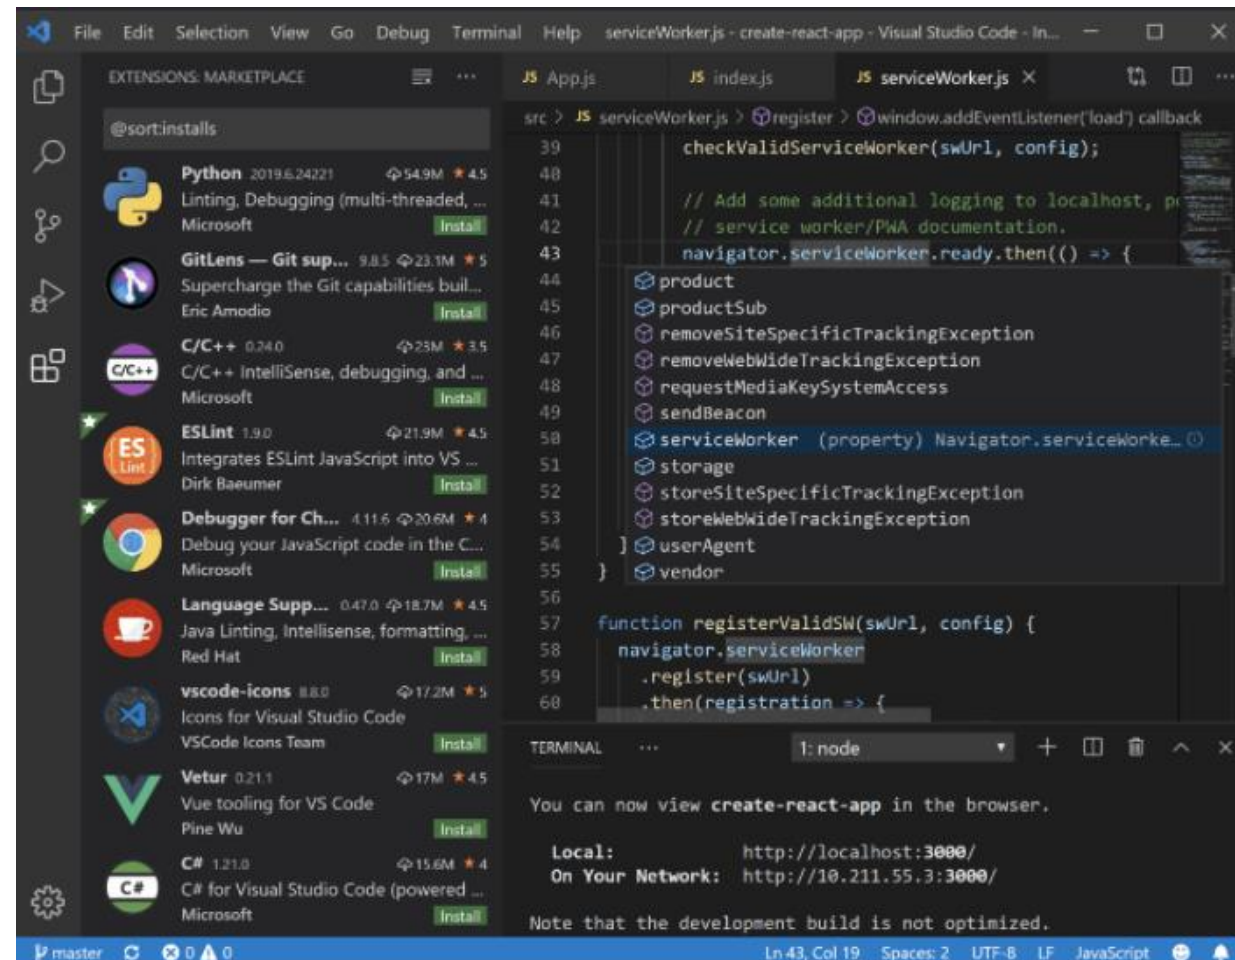 File Edit Selection View Go Debug Terminal Help serviceWorker.js - create-react-app - Visual Studio Code - In...
EXTENSIONS: MARKETPLACE ...
@sort:installs
Python 2019.6.24221 54.9M ★ 4.5
Linting, Debugging (multi-threaded, ...
Microsoft Install
GitLens — Git sup... 9.8.5 23.1M ★ 5
Supercharge the Git capabilities buil...
Eric Amodio Install
C/C++
C/C++ 0.24.0 23M ★ 3.5
C/C++ IntelliSense, debugging, and ...
Microsoft Install
ES
Lint
ESLint 1.9.0 21.9M ★ 4.5
Integrates ESLint JavaScript into VS ...
Dirk Baeumer Install
Debugger for Ch... 4.11.6 20.6M ★ 4
Debug your JavaScript code in the C...
Microsoft Install
Language Supp... 0.47.0 18.7M ★ 4.5
Java Linting, Intellisense, formatting, ...
Red Hat Install
vscode-icons 8.8.0 17.2M ★ 5
Icons for Visual Studio Code
VSCode Icons Team Install
Vetur 0.21.1 17M ★ 4.5
Vue tooling for VS Code
Pine Wu Install
C#
C# 1.21.0 15.6M ★ 4
C# for Visual Studio Code (powered ...
Microsoft Install
JS App.js JS index.js JS serviceWorker.js × ...
src > JS serviceWorker.js > register > window.addEventListener('load') callback
39 checkValidServiceWorker(swUrl, config);
40
41 // Add some additional logging to localhost, p
42 // service worker/PWA documentation.
43 navigator.serviceWorker.ready.then(() => {
44 product
45 productSub
46 removeSiteSpecificTrackingException
47 removeWebWideTrackingException
48 requestMediaKeySystemAccess
49 sendBeacon
50 serviceWorker (property) Navigator.serviceWorke...
51 storage
52 storeSiteSpecificTrackingException
53 storeWebWideTrackingException
54 } userAgent
55 } vendor
56
57 function registerValidSW(swUrl, config) {
58 navigator.serviceWorker
59 .register(swUrl)
60 .then(registration => {
TERMINAL ... 1: node
You can now view create-react-app in the browser.
Local: http://localhost:3000/
On Your Network: http://10.211.55.3:3000/
Note that the development build is not optimized.
master 0 0 Ln 43, Col 19 Spaces: 2 UTF-8 LF JavaScript